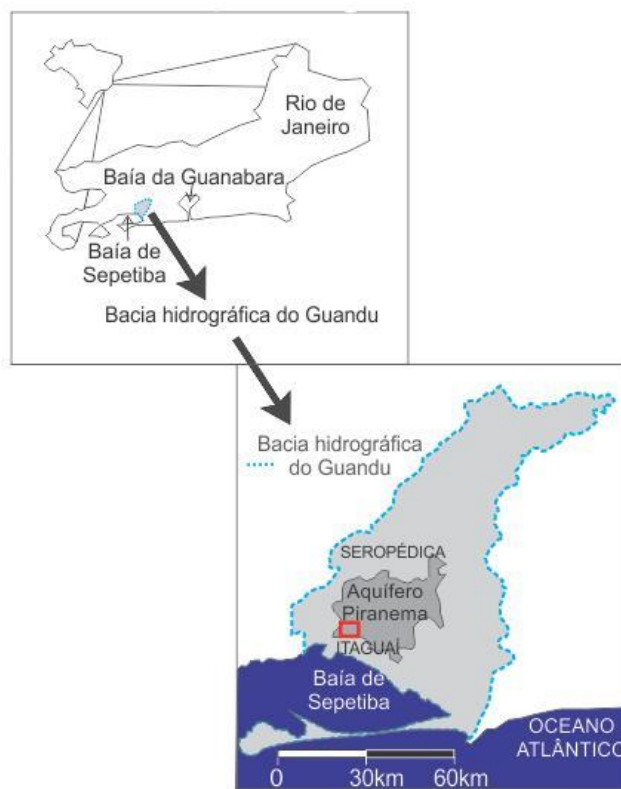 Rio de
Janeiro
Baía da Guanabara
Baía de
Sepetiba
Bacia hidrográfica do Guandu
Bacia hidrográfica
do Guandu
SEROPÉDICA
Aquífero
Piranema
ITAGUAÍ
Baía de
Sepetiba
OCEANO
ATLÂNTICO
0 30km 60km